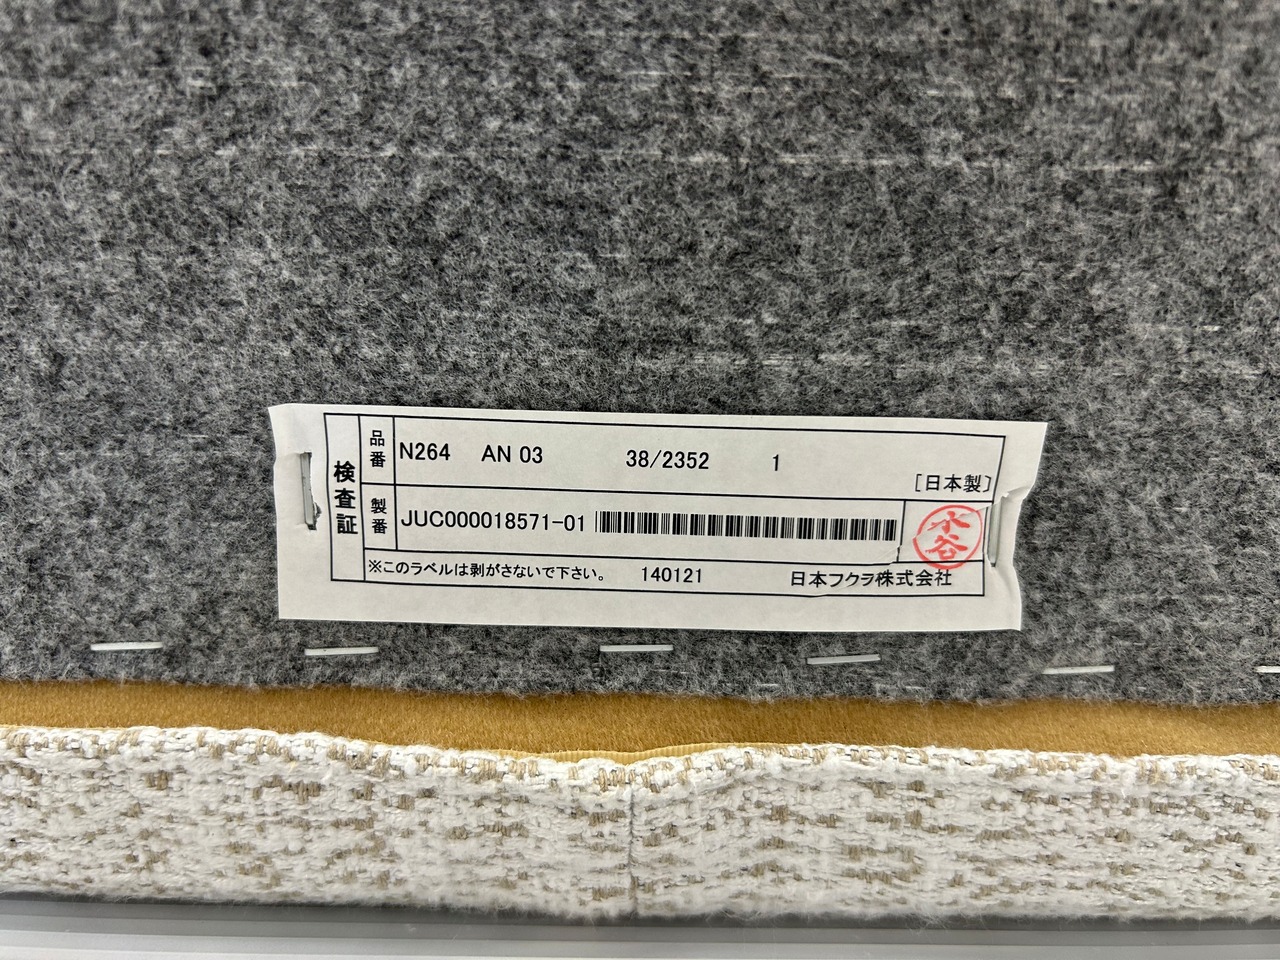 検査証
品番 N264 AN 03 38/2352 1
[日本製]
製番 JUC000018571-01
水谷
※このラベルは剥がさないで下さい。 140121 日本フクラ株式会社